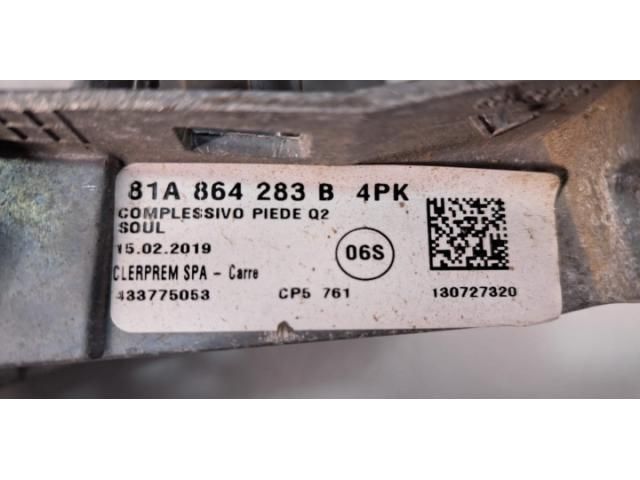 81A 864 283 B 4PK
COMPLESSIVO PIEDE Q2
SOUL
15.02.2019
06S
CLERPREM SPA - Carre
433775053 CP5 761 130727320